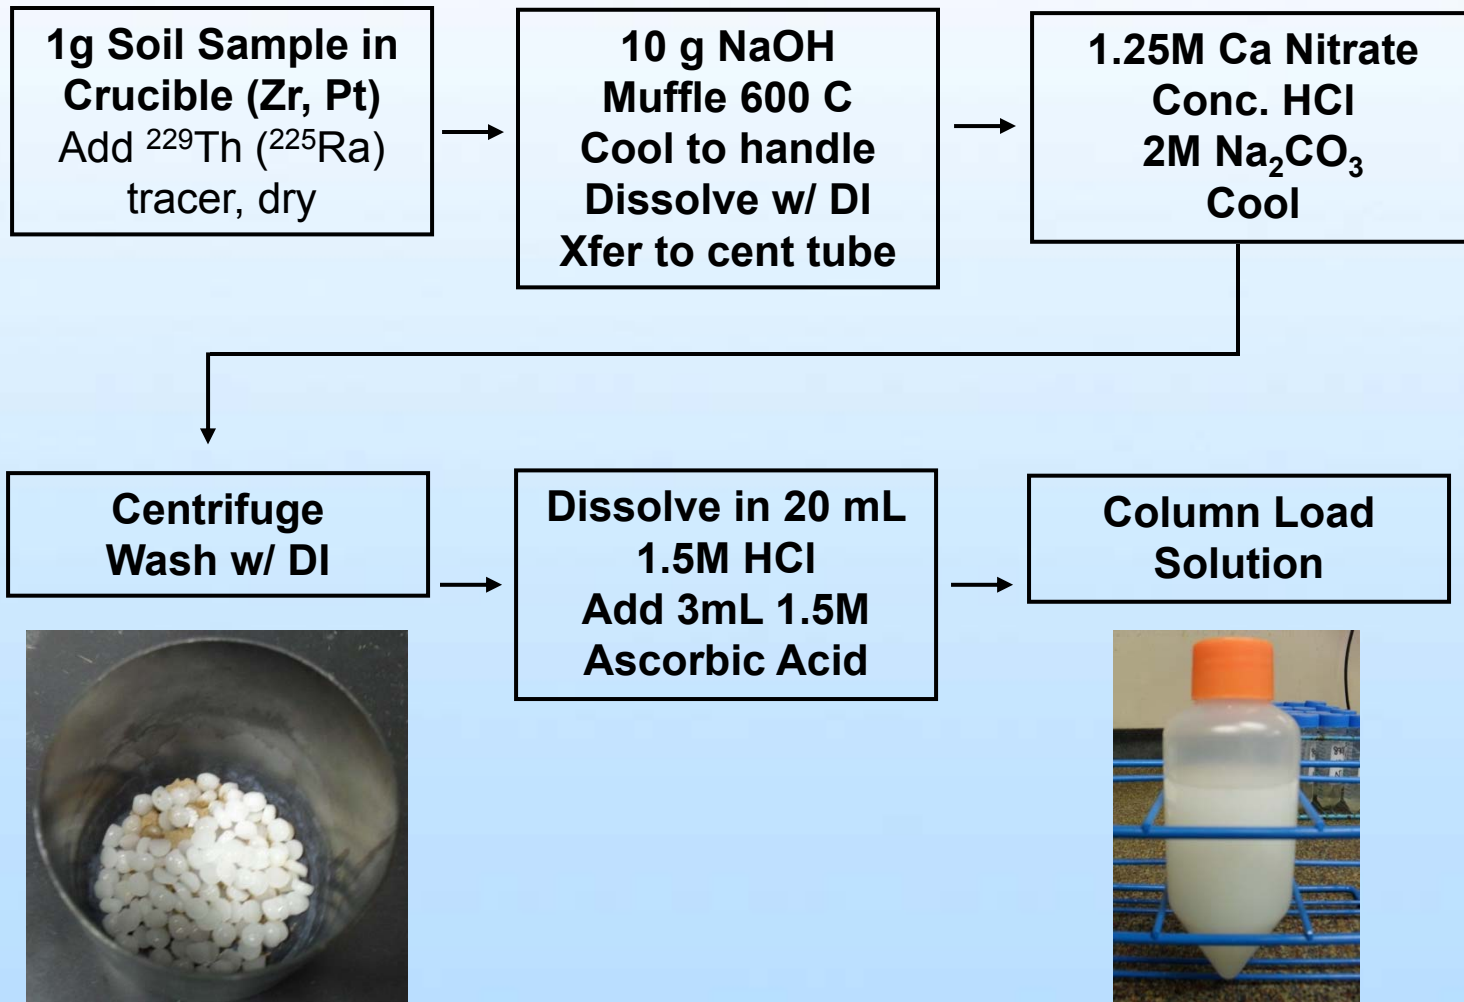 1g Soil Sample in
Crucible (Zr, Pt)
Add ²²⁹Th (²²⁵Ra)
tracer, dry
10 g NaOH
Muffle 600 C
Cool to handle
Dissolve w/ DI
Xfer to cent tube
1.25M Ca Nitrate
Conc. HCl
2M Na₂CO₃
Cool
Centrifuge
Wash w/ DI
Dissolve in 20 mL
1.5M HCl
Add 3mL 1.5M
Ascorbic Acid
Column Load
Solution